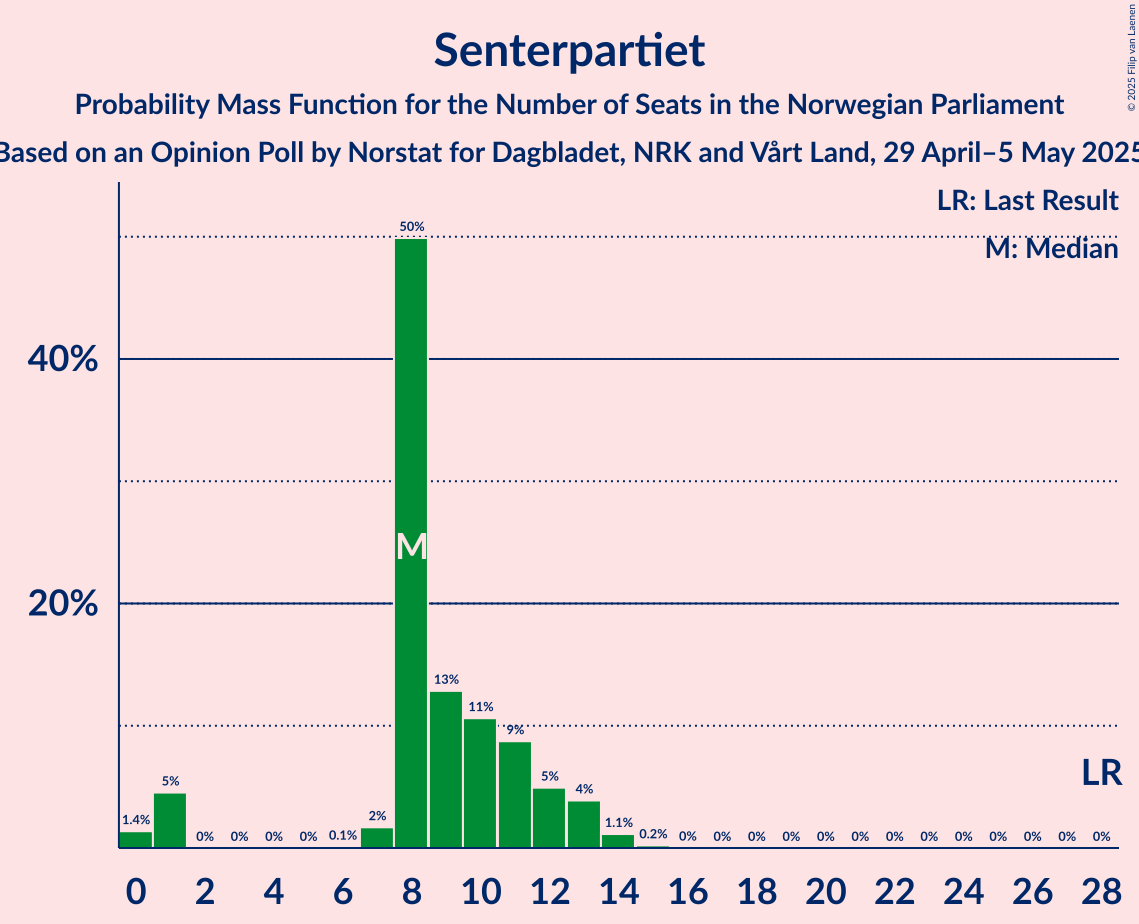 Senterpartiet
Probability Mass Function for the Number of Seats in the Norwegian Parliament
Based on an Opinion Poll by Norstat for Dagbladet, NRK and Vårt Land, 29 April–5 May 2025
© 2025 Filip van Laenen
LR: Last Result
M: Median
50%
40%
M
20%
13%
11%
9%
LR
5%
5%
4%
1.4%
2%
1.1%
0% 0% 0% 0% 0.1% 0.2% 0% 0% 0% 0% 0% 0% 0% 0% 0% 0% 0% 0% 0%
0 2 4 6 8 10 12 14 16 18 20 22 24 26 28